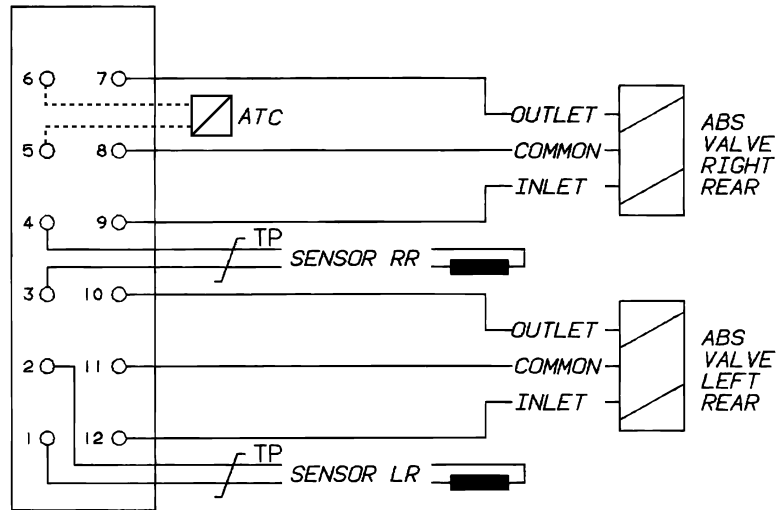 6 7
ATC
OUTLET
5 8
COMMON
ABS
VALVE
RIGHT
REAR
INLET
4 9
TP
SENSOR RR
3 10
OUTLET
2 11
COMMON
ABS
VALVE
LEFT
REAR
INLET
1 12
TP
SENSOR LR